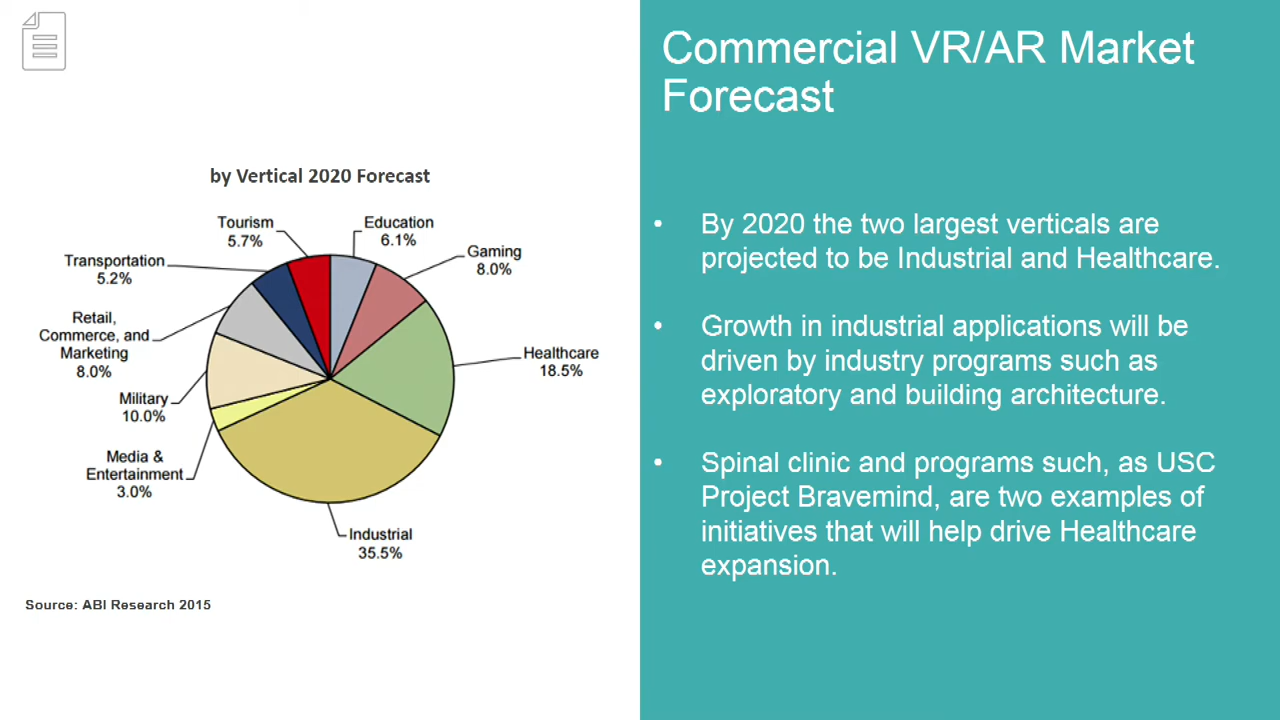 Commercial VR/AR Market
Forecast
by Vertical 2020 Forecast
Tourism
5.7%
Education
6.1%
Gaming
8.0%
Transportation
5.2%
Retail,
Commerce, and
Marketing
8.0%
Healthcare
18.5%
Military
10.0%
Media &
Entertainment
3.0%
Industrial
35.5%
Source: ABI Research 2015
• By 2020 the two largest verticals are
projected to be Industrial and Healthcare.
• Growth in industrial applications will be
driven by industry programs such as
exploratory and building architecture.
• Spinal clinic and programs such, as USC
Project Bravemind, are two examples of
initiatives that will help drive Healthcare
expansion.